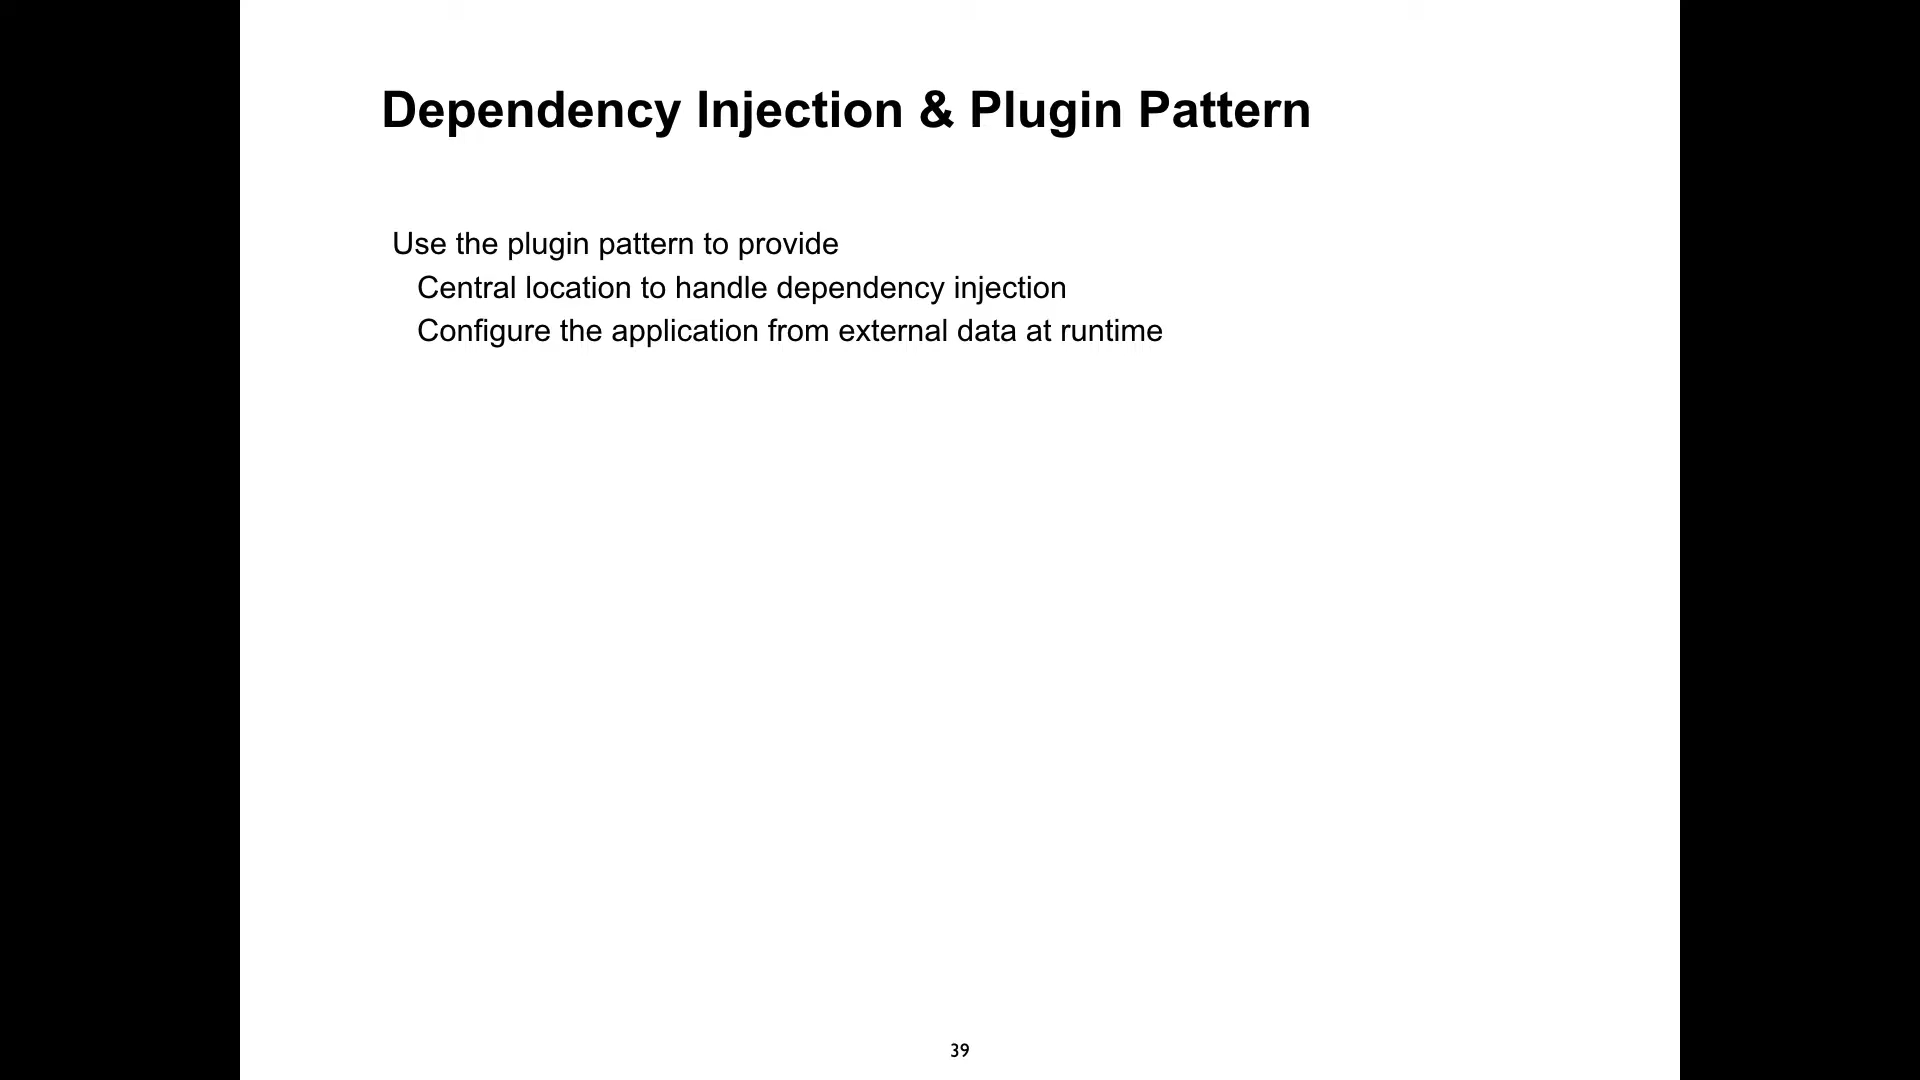 Dependency Injection & Plugin Pattern
Use the plugin pattern to provide
Central location to handle dependency injection
Configure the application from external data at runtime
39